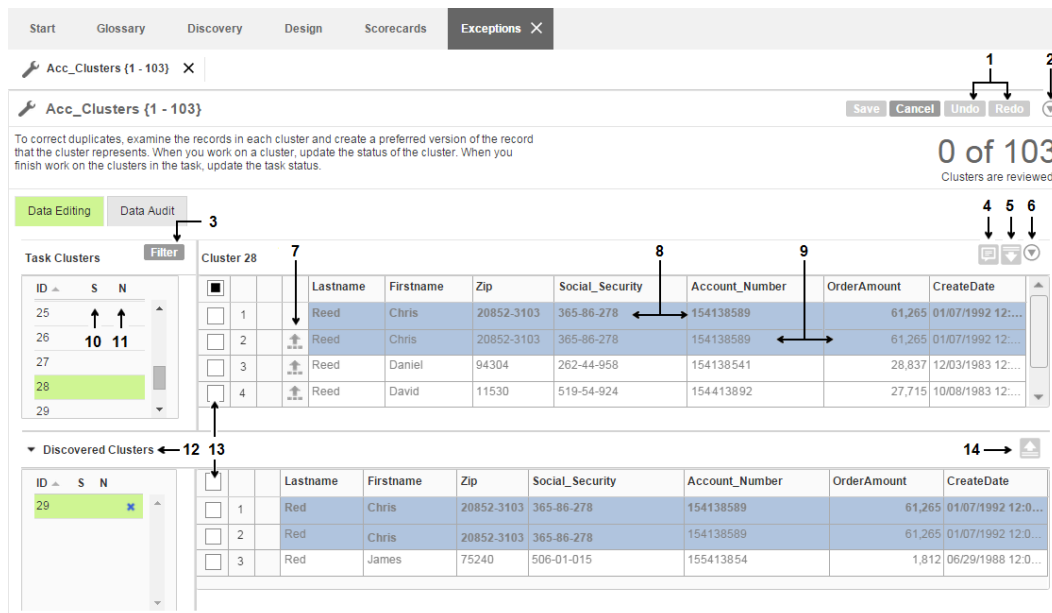 Start Glossary Discovery Design Scorecards Exceptions X
Acc_Clusters {1 - 103} X
1 2
Acc_Clusters {1 - 103} Save Cancel Undo Redo
To correct duplicates, examine the records in each cluster and create a preferred version of the record
that the cluster represents. When you work on a cluster, update the status of the cluster. When you
finish work on the clusters in the task, update the task status.
0 of 103
Clusters are reviewed
Data Editing Data Audit
3 4 5 6
Task Clusters Filter Cluster 28 7 8 9
ID S N Lastname Firstname Zip Social_Security Account_Number OrderAmount CreateDate
25 1 Reed Chris 20852-3103 365-86-278 154138589 61,265 01/07/1992 12:...
26 10 11 2 Reed Chris 20852-3103 365-86-278 154138589 61,265 01/07/1992 12:...
27 3 Reed Daniel 94304 262-44-958 154138541 28,837 12/03/1983 12:...
28 4 Reed David 11530 519-54-924 154413892 27,715 10/08/1983 12:...
29
Discovered Clusters 12 13 14
ID S N Lastname Firstname Zip Social_Security Account_Number OrderAmount CreateDate
29 1 Red Chris 20852-3103 365-86-278 154138589 61,265 01/07/1992 12:0...
2 Red Chris 20852-3103 365-86-278 154138589 61,265 01/07/1992 12:0...
3 Red James 75240 506-01-015 155413854 1,812 06/29/1988 12:0...